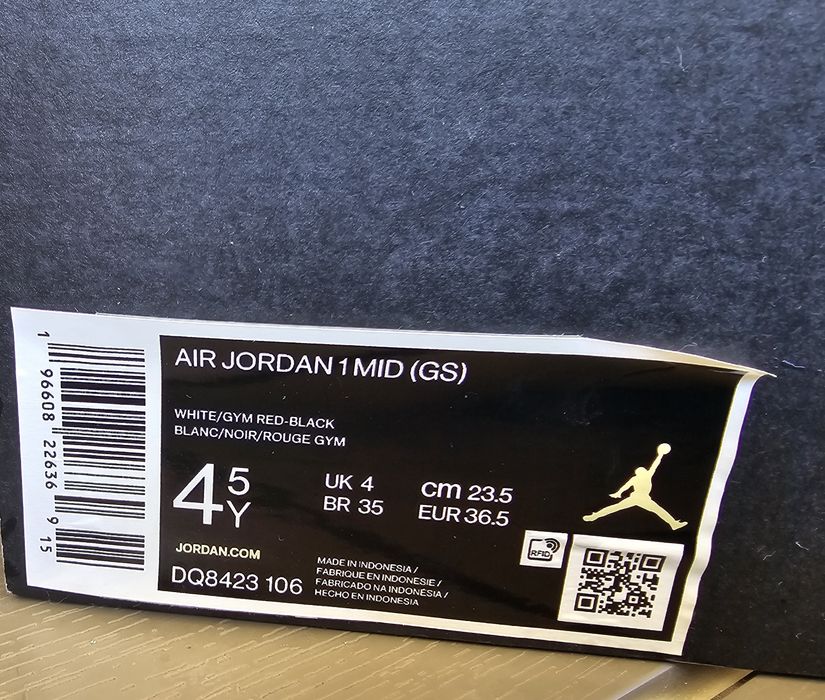 AIR JORDAN 1 MID (GS)
WHITE/GYM RED-BLACK
BLANC/NOIR/ROUGE GYM
4 5 Y
UK 4
BR 35
cm 23.5
EUR 36.5
JORDAN.COM
DQ8423 106
MADE IN INDONESIA /
FABRIQUE EN INDONESIE /
FABRICADO NA INDONÉSIA /
HECHO EN INDONESIA
RFID
1 96608 22636 9 15